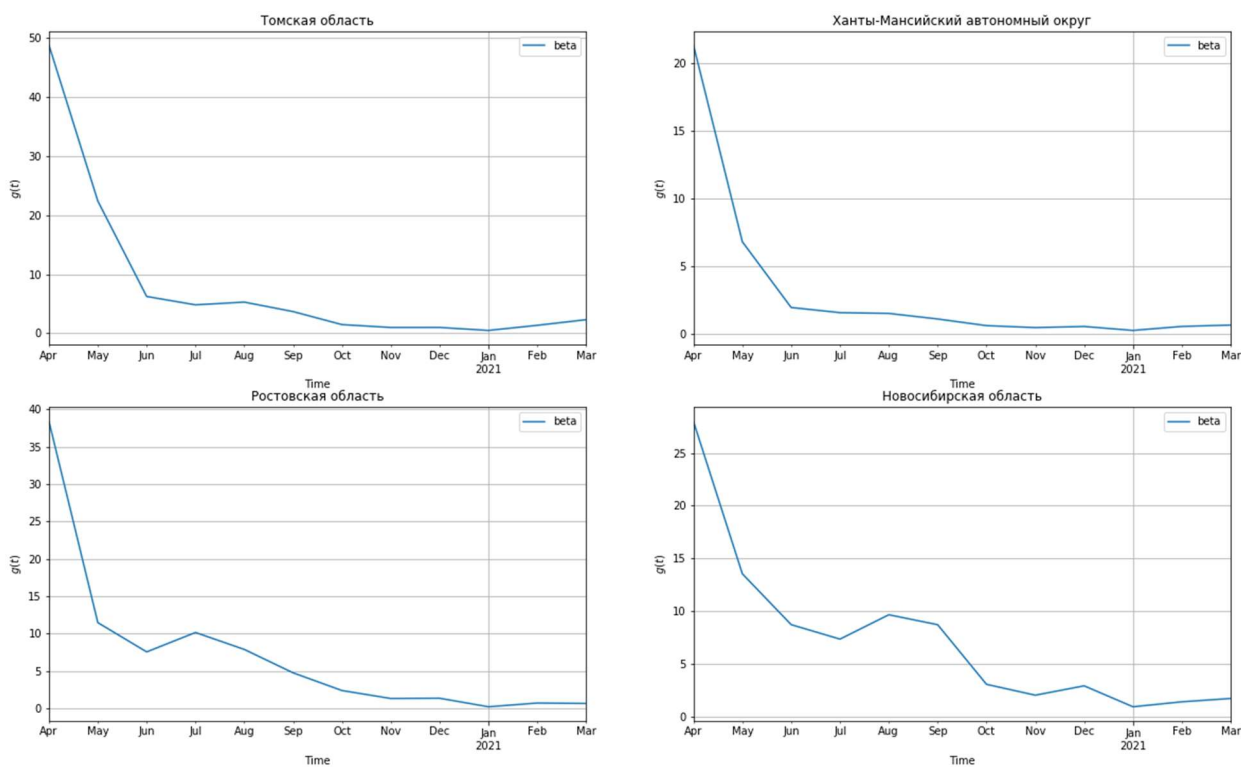 Томская область
beta
50
40
30
20
10
0
g(t)
Apr May Jun Jul Aug Sep Oct Nov Dec Jan Feb Mar
2021
Time
Ханты-Мансийский автономный округ
beta
20
15
10
5
0
g(t)
Apr May Jun Jul Aug Sep Oct Nov Dec Jan Feb Mar
2021
Time
Ростовская область
beta
40
35
30
25
20
15
10
5
0
g(t)
Apr May Jun Jul Aug Sep Oct Nov Dec Jan Feb Mar
2021
Time
Новосибирская область
beta
25
20
15
10
5
0
g(t)
Apr May Jun Jul Aug Sep Oct Nov Dec Jan Feb Mar
2021
Time